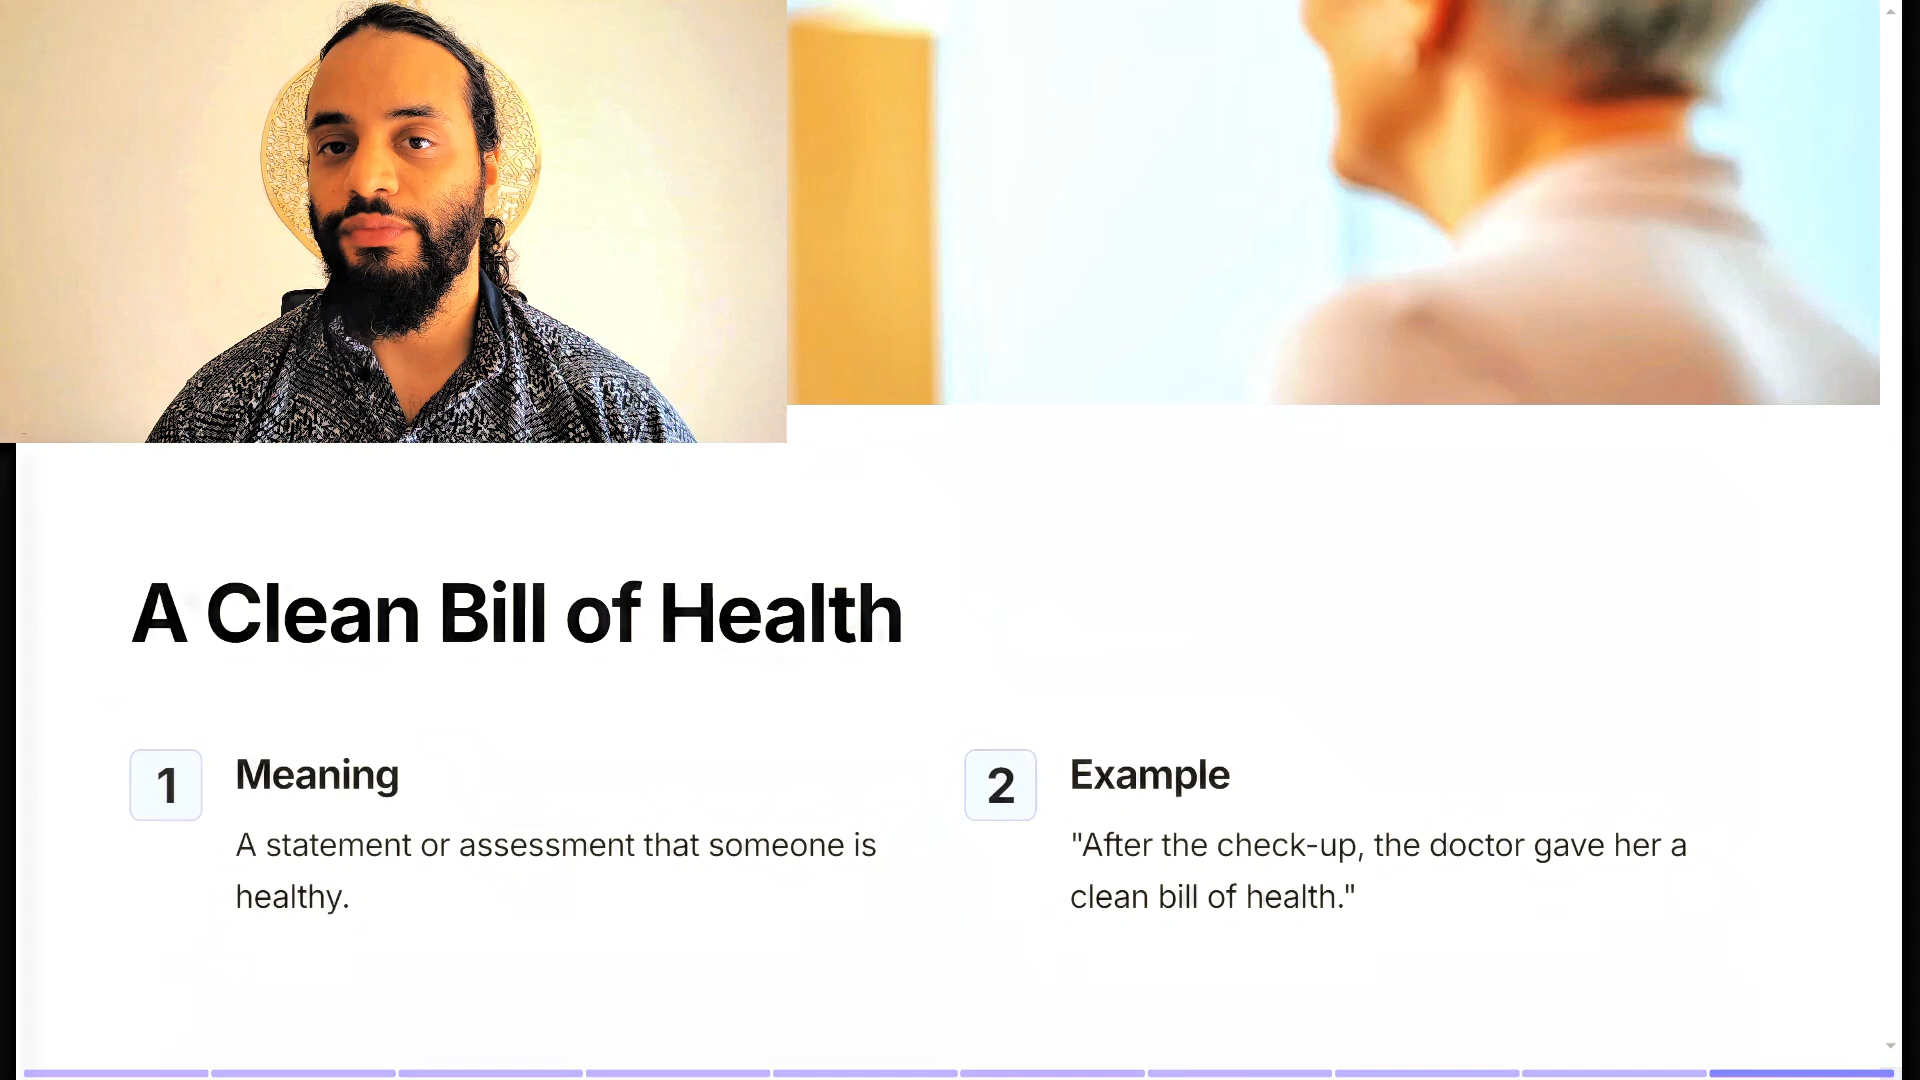 A Clean Bill of Health
1
Meaning
A statement or assessment that someone is
healthy.
2
Example
"After the check-up, the doctor gave her a
clean bill of health."